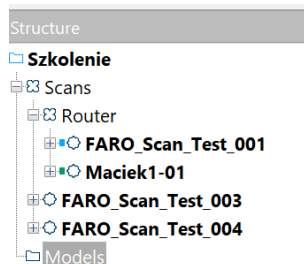 Structure
Szkolenie
Scans
Router
FARO_Scan_Test_001
Maciek1-01
FARO_Scan_Test_003
FARO_Scan_Test_004
Models